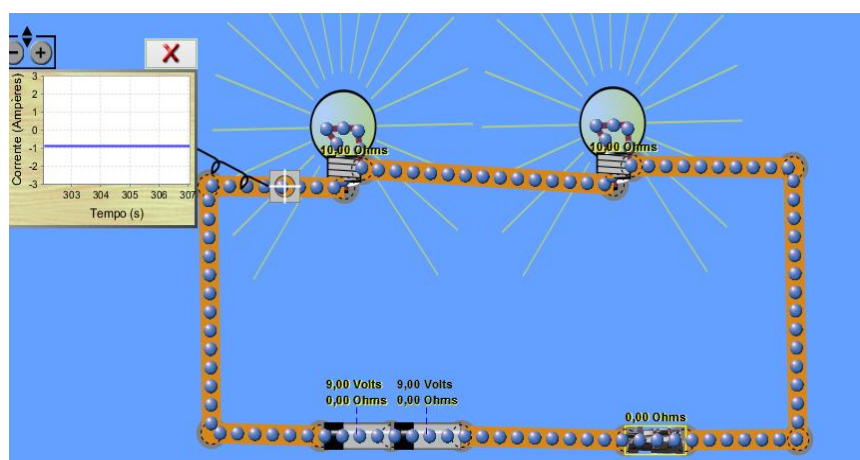 3
2
1
0
-1
-2
-3
Corrente (Ampères)
303 304 305 306 307
Tempo (s)
10,00 Ohms
10,00 Ohms
9,00 Volts 9,00 Volts
0,00 Ohms 0,00 Ohms
0,00 Ohms